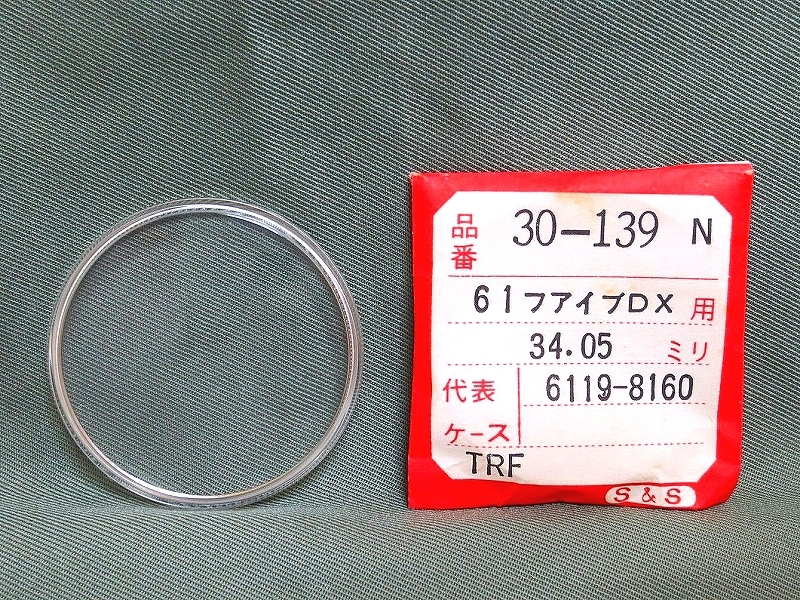 品番 30-139 N
61フアイブDX 用
34.05 ミリ
代表 6119-8160
ケース
TRF
S & S